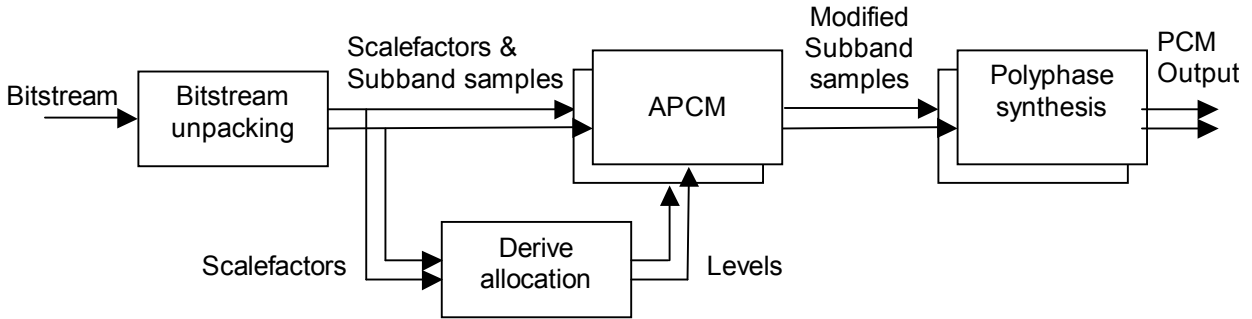 Bitstream
Bitstream
unpacking
Scalefactors &
Subband samples
APCM
Modified
Subband
samples
Polyphase
synthesis
PCM
Output
Scalefactors
Derive
allocation
Levels